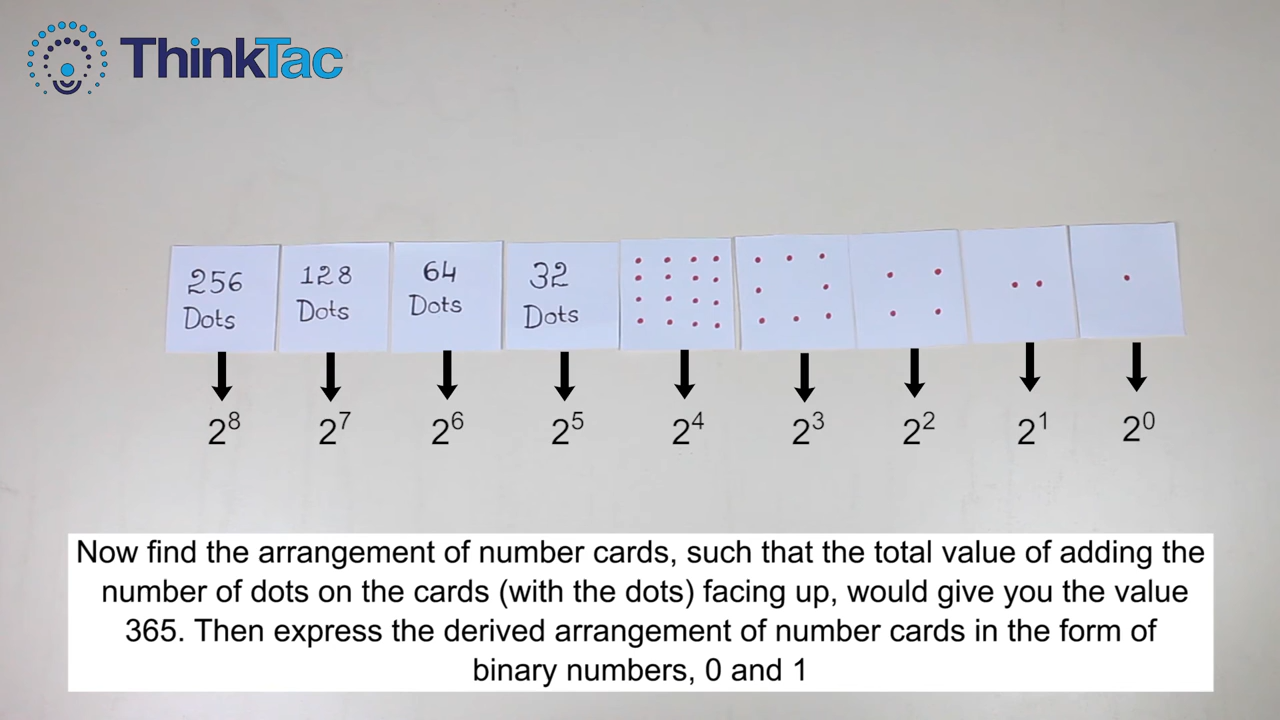 ThinkTac
256 Dots
128 Dots
64 Dots
32 Dots
2⁸ 2⁷ 2⁶ 2⁵ 2⁴ 2³ 2² 2¹ 2⁰
Now find the arrangement of number cards, such that the total value of adding the
number of dots on the cards (with the dots) facing up, would give you the value
365. Then express the derived arrangement of number cards in the form of
binary numbers, 0 and 1